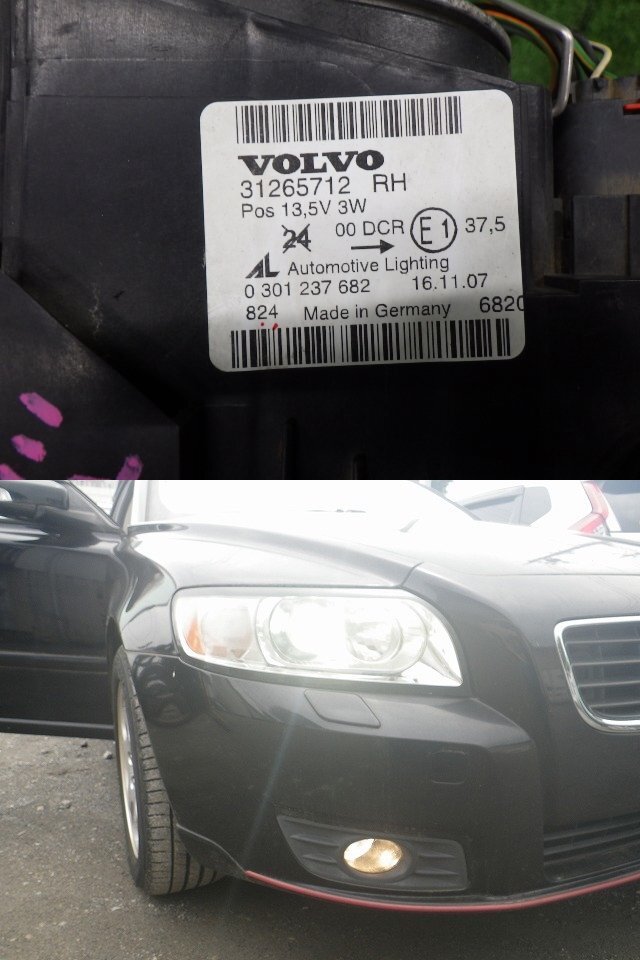 VOLVO
31265712 RH
Pos 13,5V 3W
24 00 DCR → E1 37,5
AL Automotive Lighting
0 301 237 682 16.11.07
824 Made in Germany 6820